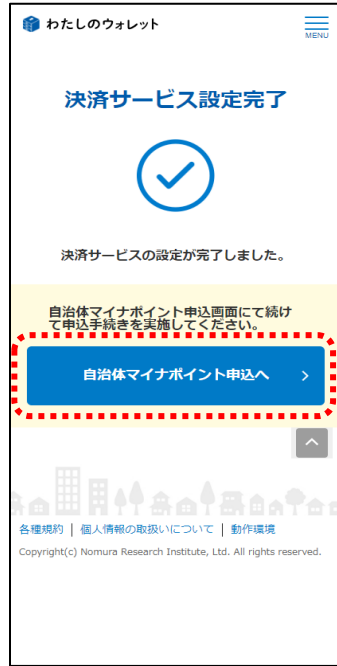 わたしのウォレット
MENU
決済サービス設定完了
決済サービスの設定が完了しました。
自治体マイナポイント申込画面にて続け
て申込手続きを実施してください。
自治体マイナポイント申込へ
各種規約 | 個人情報の取扱いについて | 動作環境
Copyright(c) Nomura Research Institute, Ltd. All rights reserved.